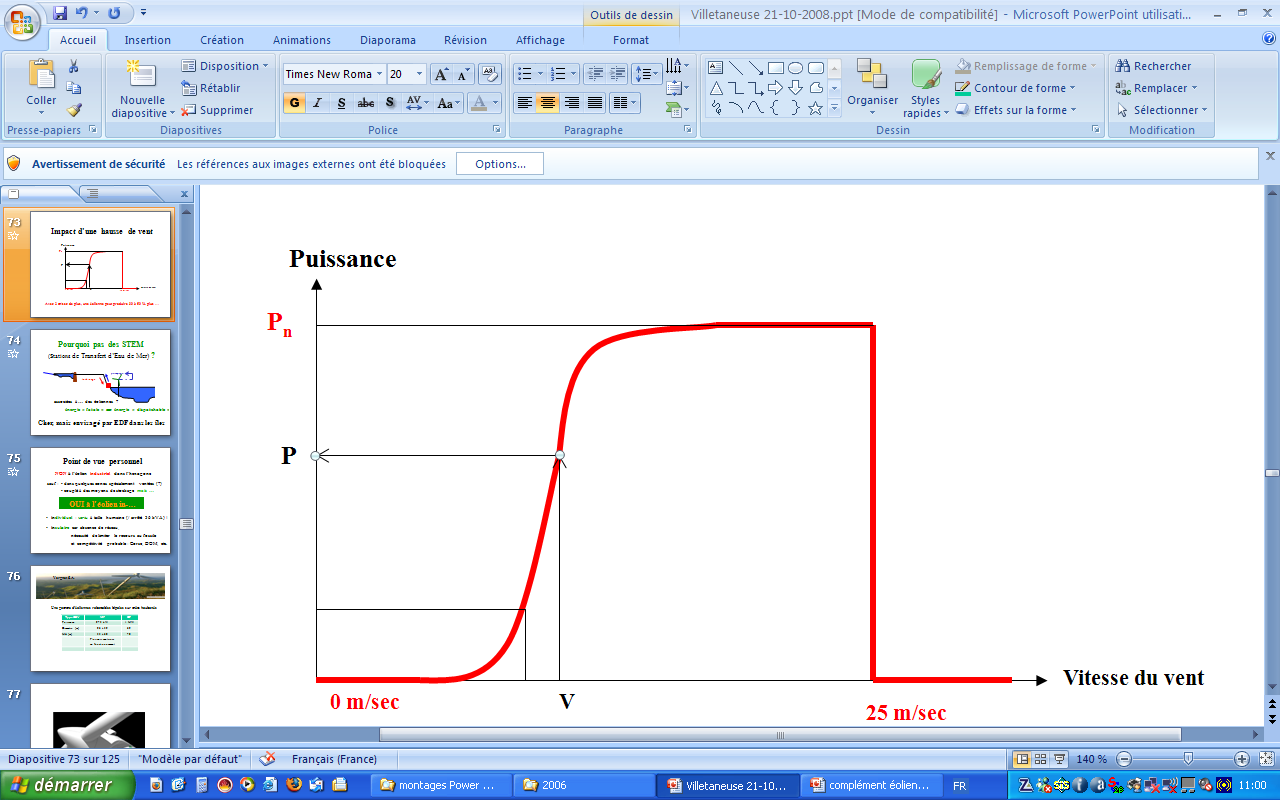 Outils de dessin
Villetaneuse 21-10-2008.ppt [Mode de compatibilité] - Microsoft PowerPoint utilisati...
Accueil Insertion Création Animations Diaporama Révision Affichage Format
Coller
Presse-papiers
Nouvelle diapositive
Disposition
Rétablir
Supprimer
Diapositives
Times New Roma 20
G I S abc S AV Aa A
Police
Paragraphe
Organiser
Styles rapides
Remplissage de forme
Contour de forme
Effets sur la forme
Dessin
Rechercher
Remplacer
Sélectionner
Modification
Avertissement de sécurité Les références aux images externes ont été bloquées Options...
73
Impact d'une hausse de vent
74
Pourquoi pas des STEM
(Stations de Transfert d'Eau de Mer) ?
Cher, mais envisagé par EDF dans les îles
75
Point de vue personnel
OUI à l'éolien in-...
76
77
Puissance
Pn
P
0 m/sec
V
25 m/sec
Vitesse du vent
Diapositive 73 sur 125 "Modèle par défaut" Français (France) 140 %
démarrer montages Power ... 2006 Villetaneuse 21-10... complément éolien... FR 11:00